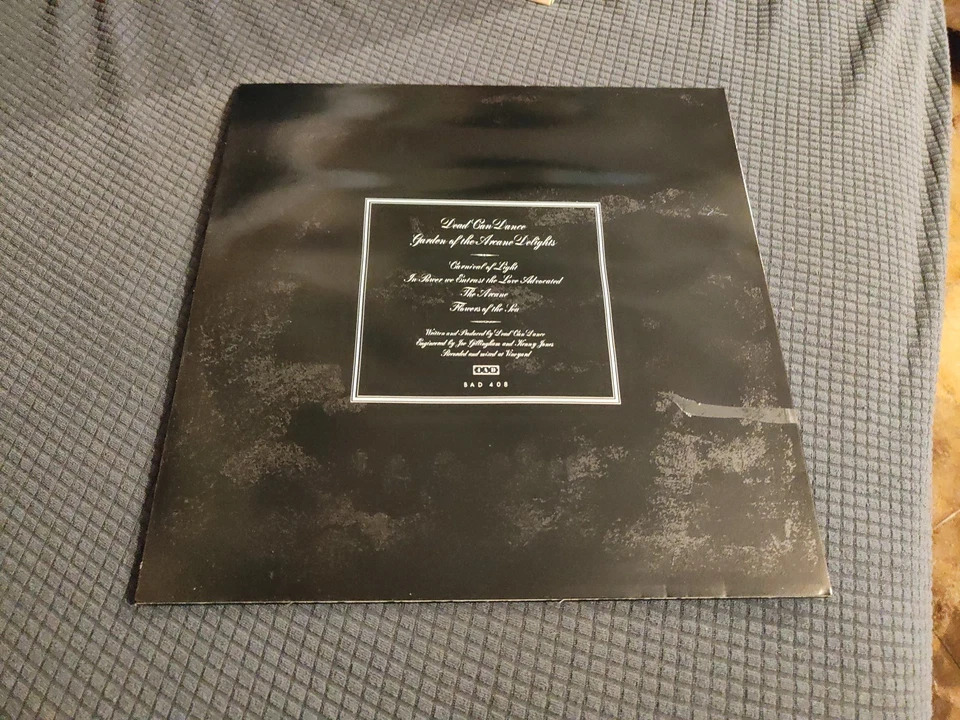 Dead Can Dance
Garden of the Arcane Delights
Carnival of Light
In Power we Entrust the Love Advocated
The Arcane
Flowers of the Sea
Written and Produced by Dead Can Dance
Engineered by Joe Gillingham and Kenny Jones
Recorded and mixed at Vineyard
4AD
BAD 408